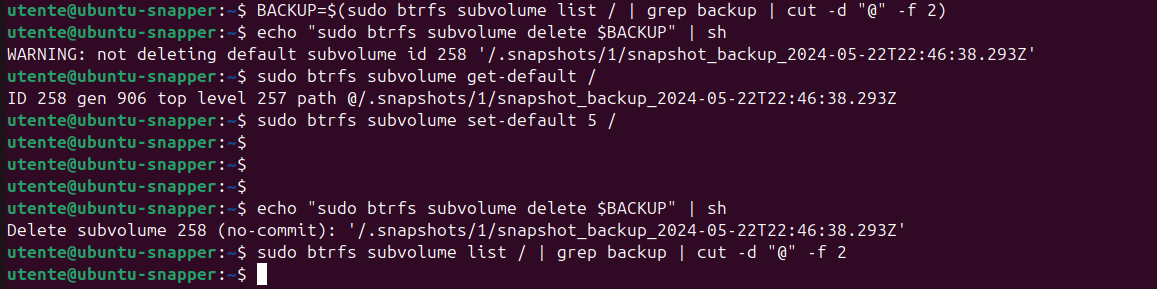 utente@ubuntu-snapper:~$ BACKUP=$(sudo btrfs subvolume list / | grep backup | cut -d "@" -f 2)
utente@ubuntu-snapper:~$ echo "sudo btrfs subvolume delete $BACKUP" | sh
WARNING: not deleting default subvolume id 258 '/.snapshots/1/snapshot_backup_2024-05-22T22:46:38.293Z'
utente@ubuntu-snapper:~$ sudo btrfs subvolume get-default /
ID 258 gen 906 top level 257 path @/.snapshots/1/snapshot_backup_2024-05-22T22:46:38.293Z
utente@ubuntu-snapper:~$ sudo btrfs subvolume set-default 5 /
utente@ubuntu-snapper:~$
utente@ubuntu-snapper:~$
utente@ubuntu-snapper:~$
utente@ubuntu-snapper:~$ echo "sudo btrfs subvolume delete $BACKUP" | sh
Delete subvolume 258 (no-commit): '/.snapshots/1/snapshot_backup_2024-05-22T22:46:38.293Z'
utente@ubuntu-snapper:~$ sudo btrfs subvolume list / | grep backup | cut -d "@" -f 2
utente@ubuntu-snapper:~$